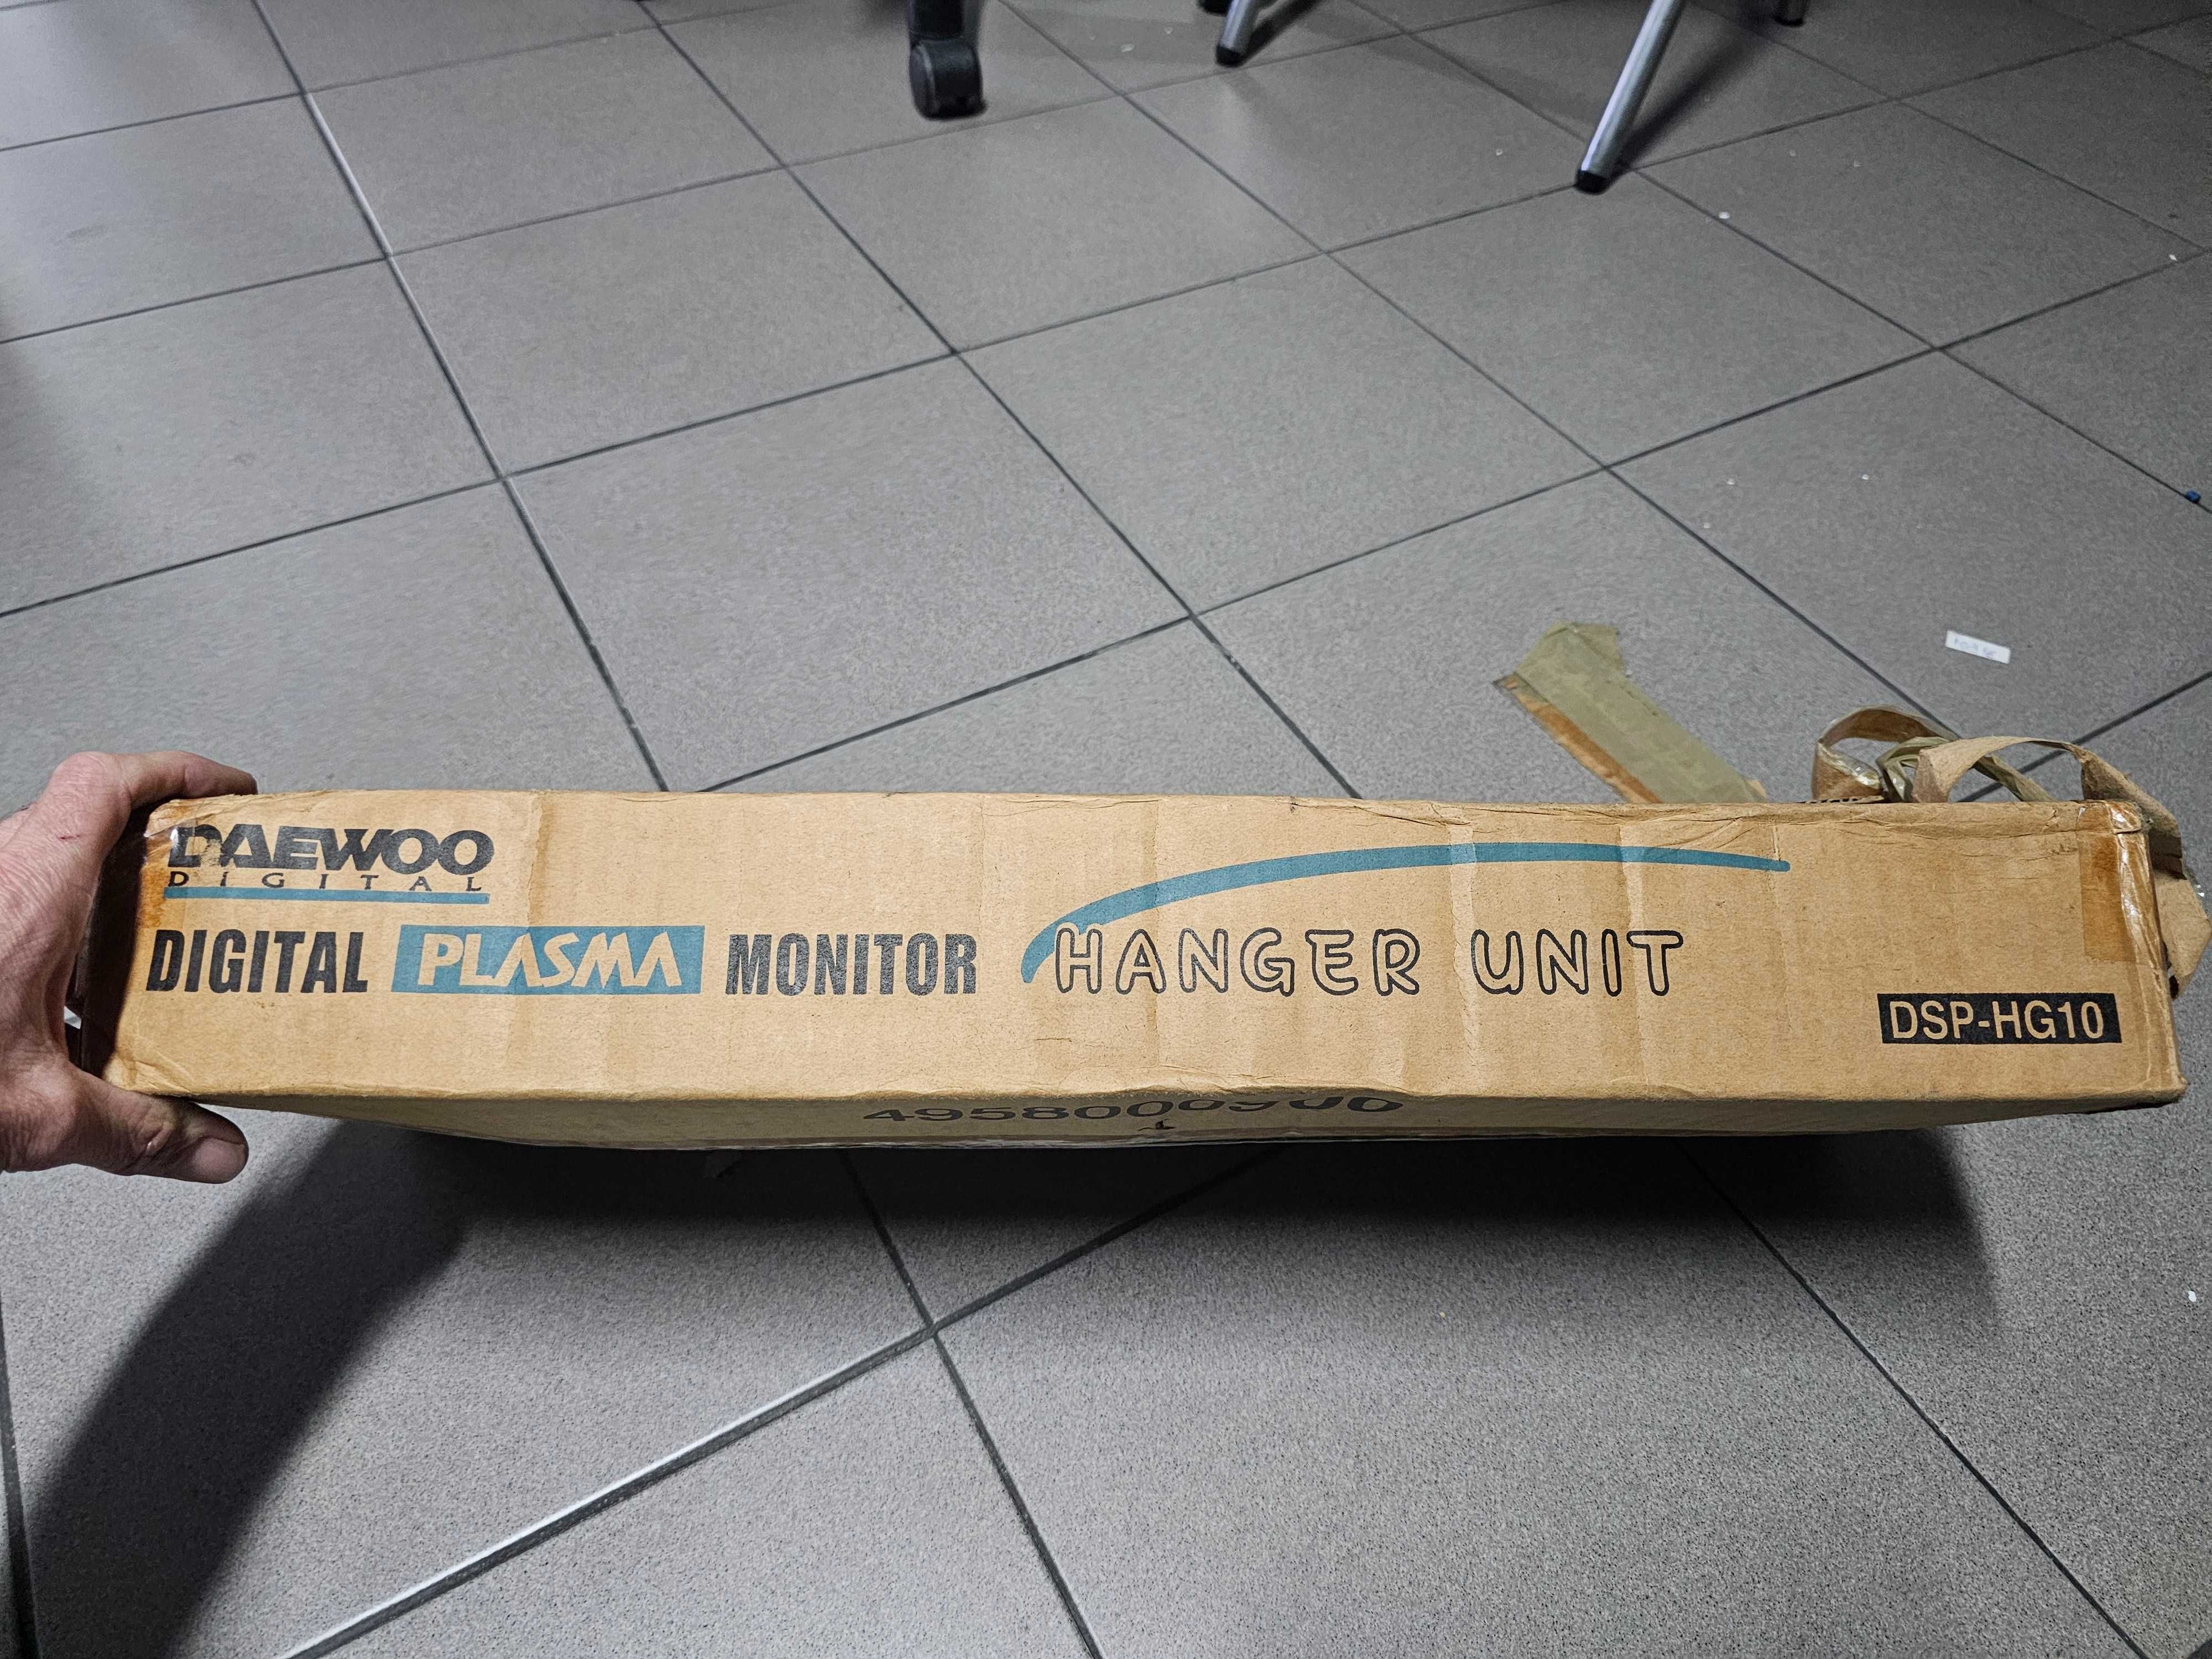 DAEWOO
DIGITAL
DIGITAL PLASMA MONITOR HANGER UNIT
DSP-HG10